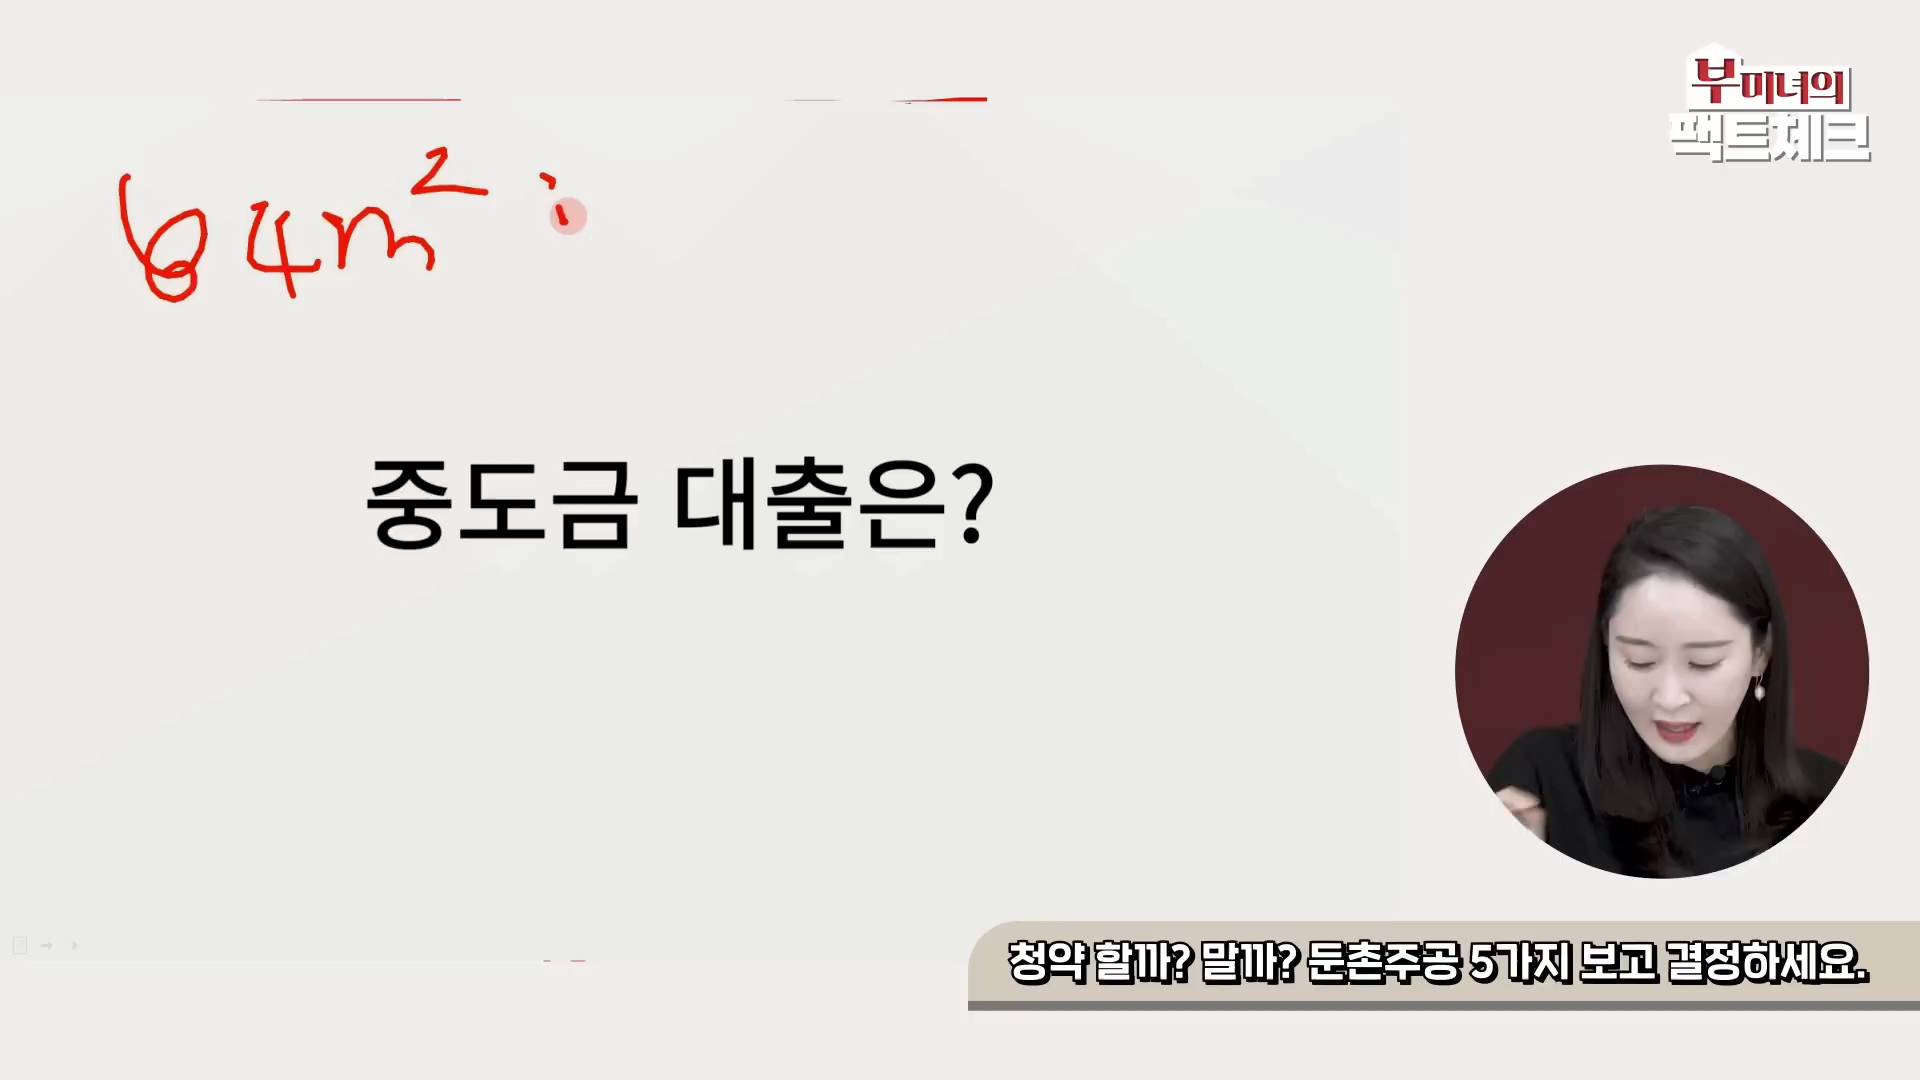 부미녀의
팩트체크
84m² :
중도금 대출은?
청약 할까? 말까? 둔촌주공 5가지 보고 결정하세요.